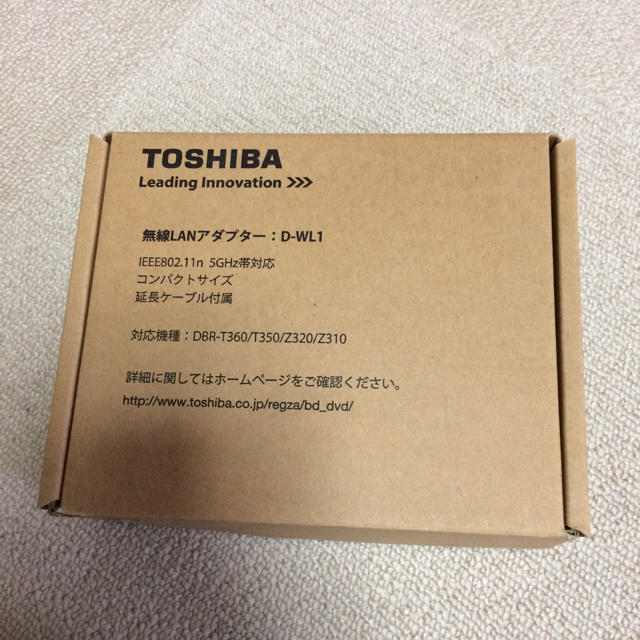 TOSHIBA
Leading Innovation >>>
無線LANアダプター：D-WL1
IEEE802.11n 5GHz帯対応
コンパクトサイズ
延長ケーブル付属
対応機種：DBR-T360/T350/Z320/Z310
詳細に関してはホームページをご確認ください。
http://www.toshiba.co.jp/regza/bd_dvd/